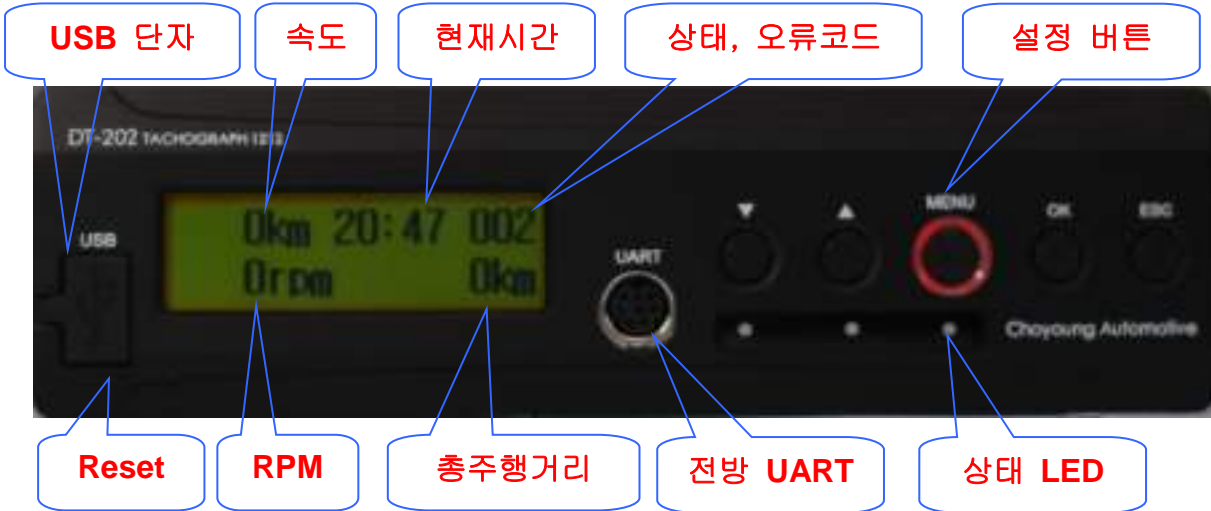 USB 단자
속도
현재시간
상태, 오류코드
설정 버튼
DT-202 TACHOGRAPH
USB
0km 20:47 002
0rpm 0km
UART
▼
▲
MENU
OK
ESC
Choyoung Automotive
Reset
RPM
총주행거리
전방 UART
상태 LED